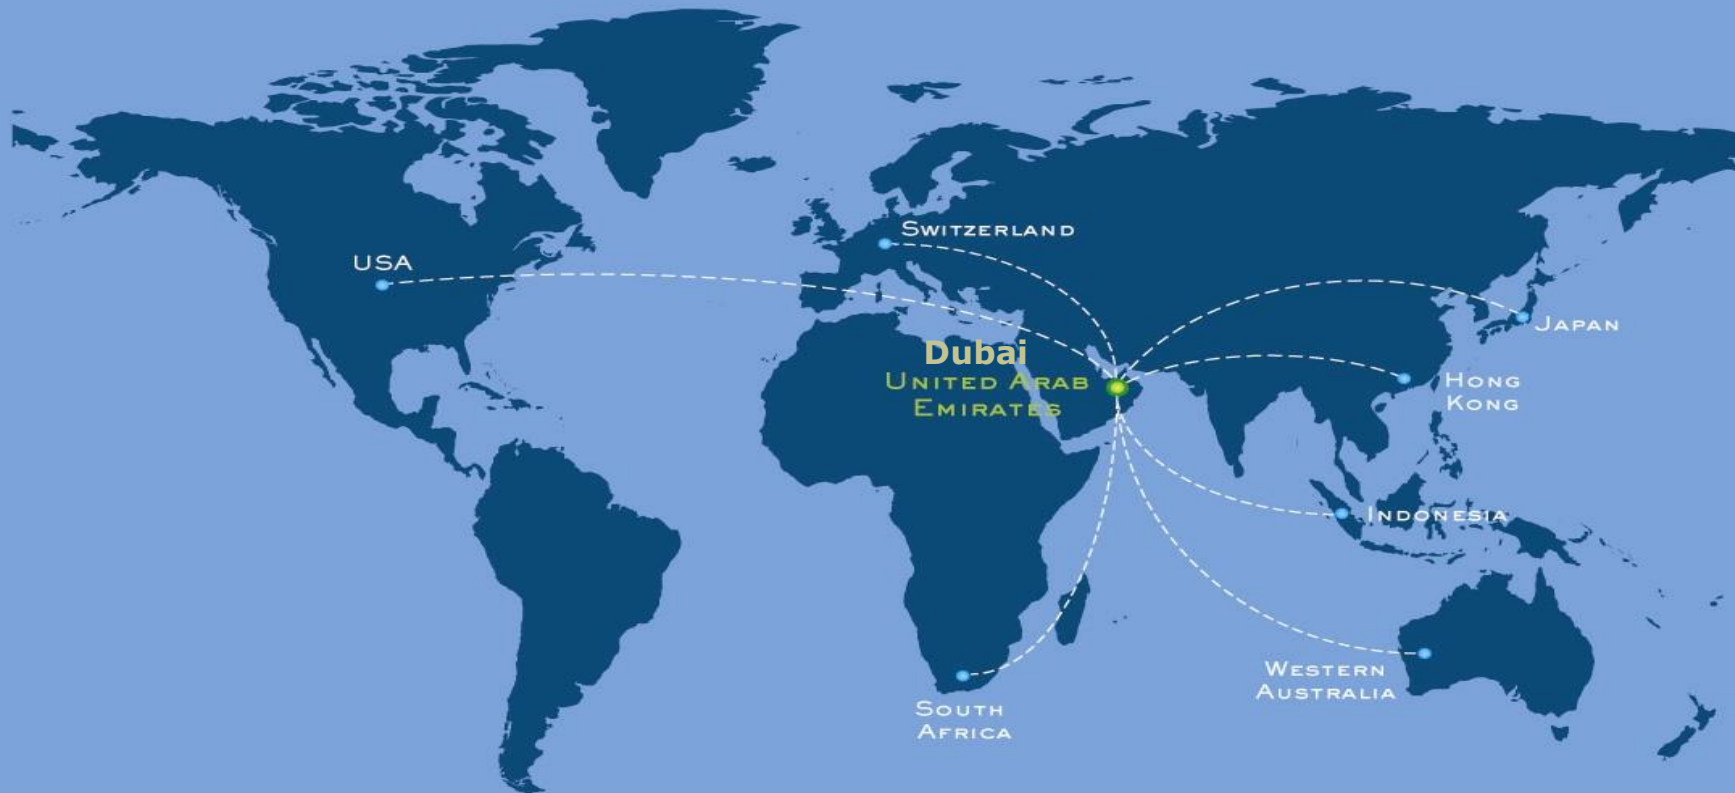 SWITZERLAND
USA
JAPAN
Dubai
UNITED ARAB
EMIRATES
HONG
KONG
INDONESIA
WESTERN
AUSTRALIA
SOUTH
AFRICA